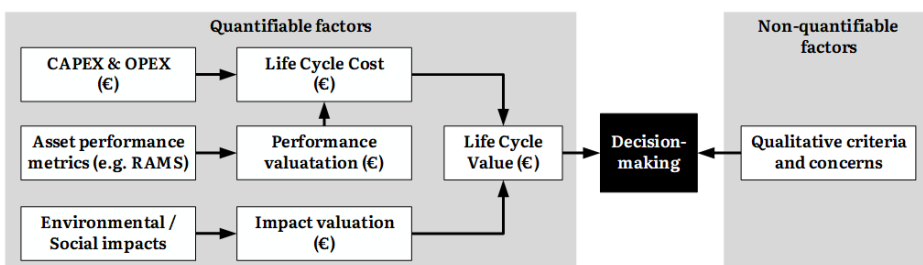 Quantifiable factors
Non-quantifiable
factors
CAPEX & OPEX
(€)
Life Cycle Cost
(€)
Asset performance
metrics (e.g. RAMS)
Performance
valuatation (€)
Life Cycle
Value (€)
Decision-
making
Qualitative criteria
and concerns
Environmental /
Social impacts
Impact valuation
(€)